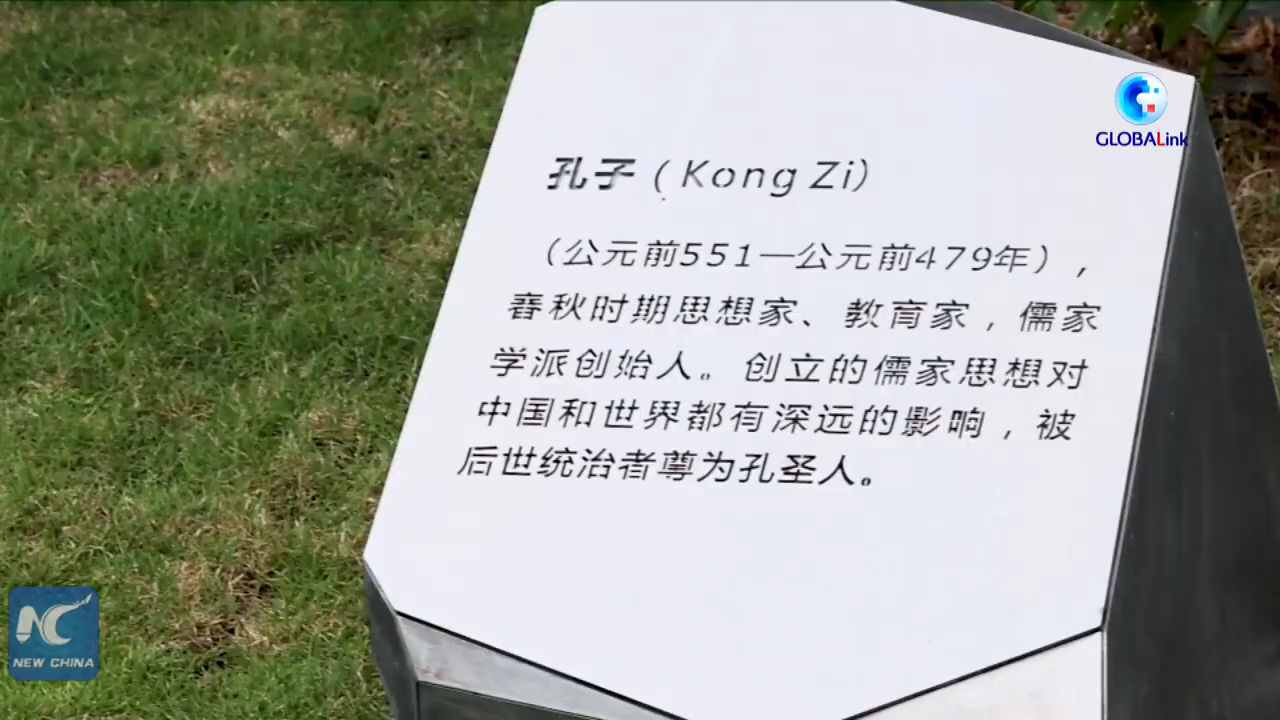 GLOBALink
孔子 (Kong Zi)
（公元前551—公元前479年），
春秋时期思想家、教育家，儒家
学派创始人。创立的儒家思想对
中国和世界都有深远的影响，被
后世统治者尊为孔圣人。
NC
NEW CHINA